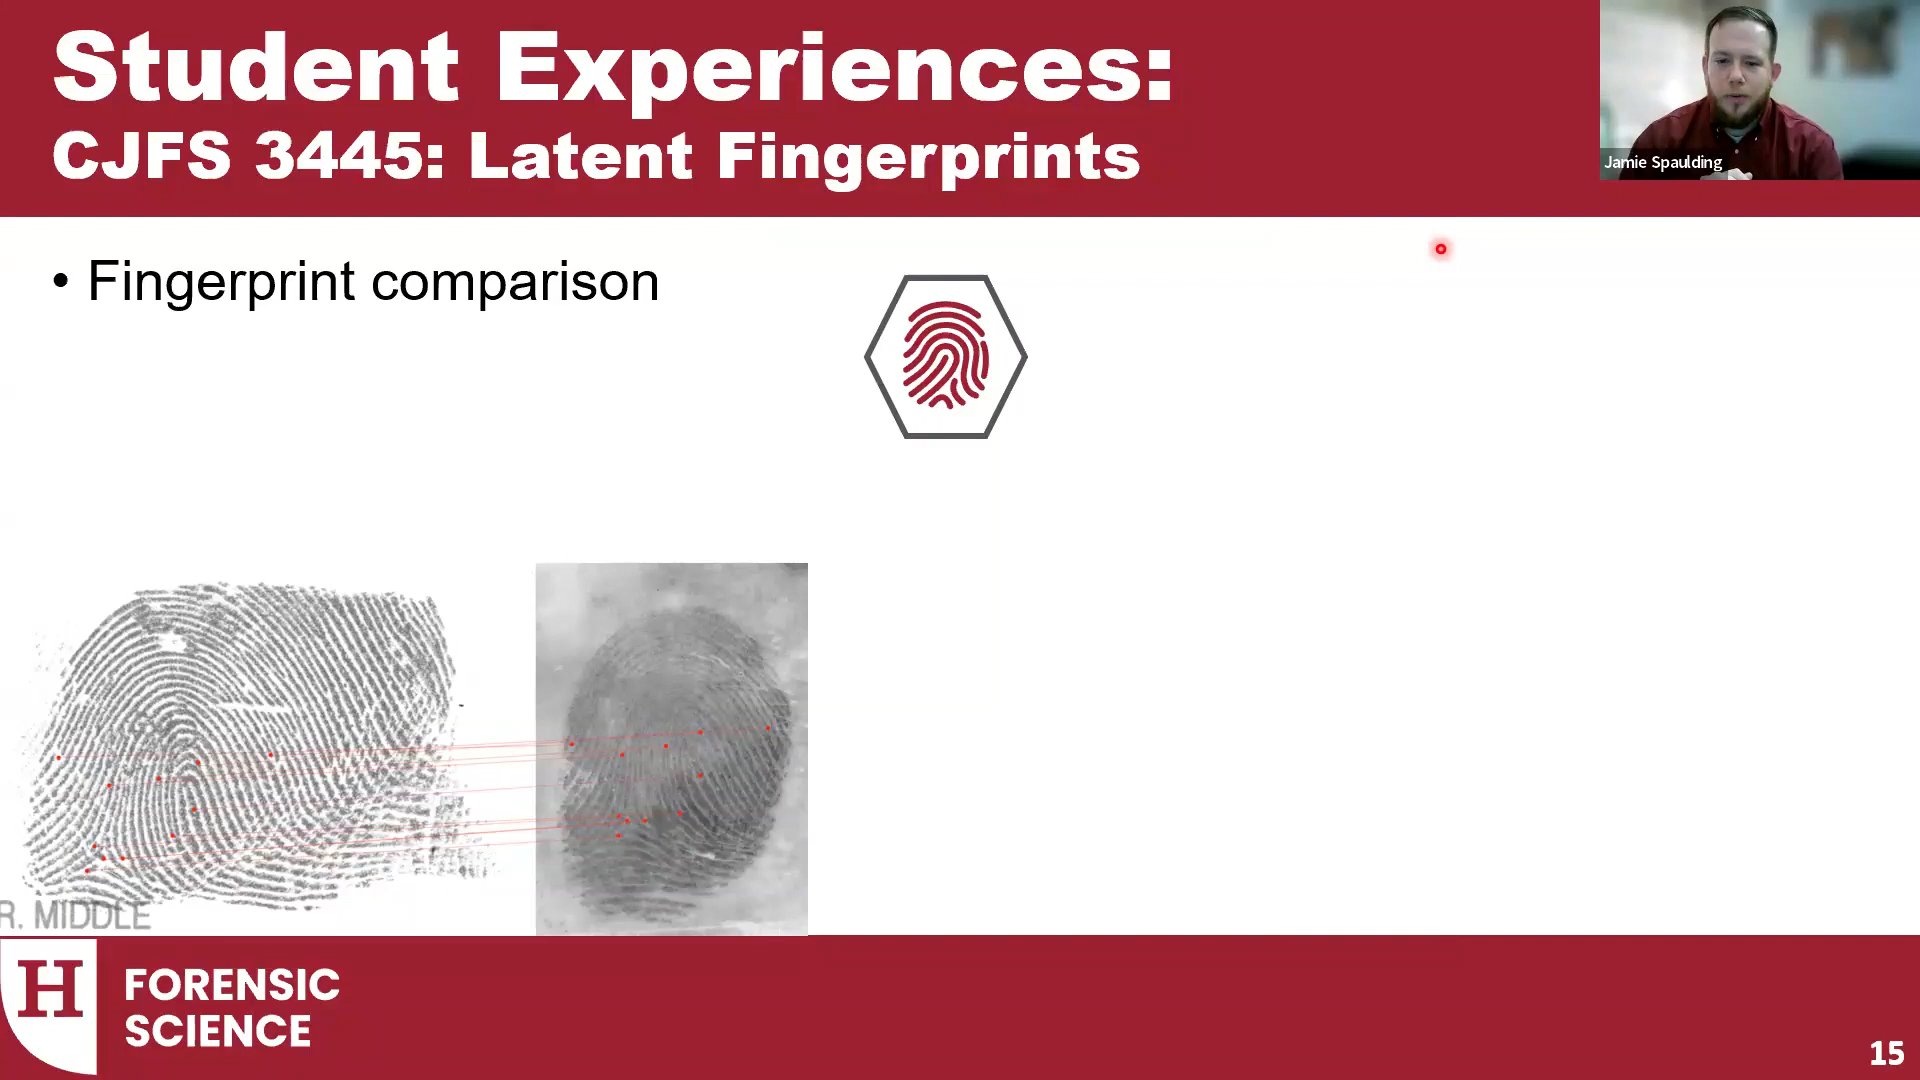 Student Experiences:
CJFS 3445: Latent Fingerprints
Jamie Spaulding
• Fingerprint comparison
R. MIDDLE
H
FORENSIC
SCIENCE
15